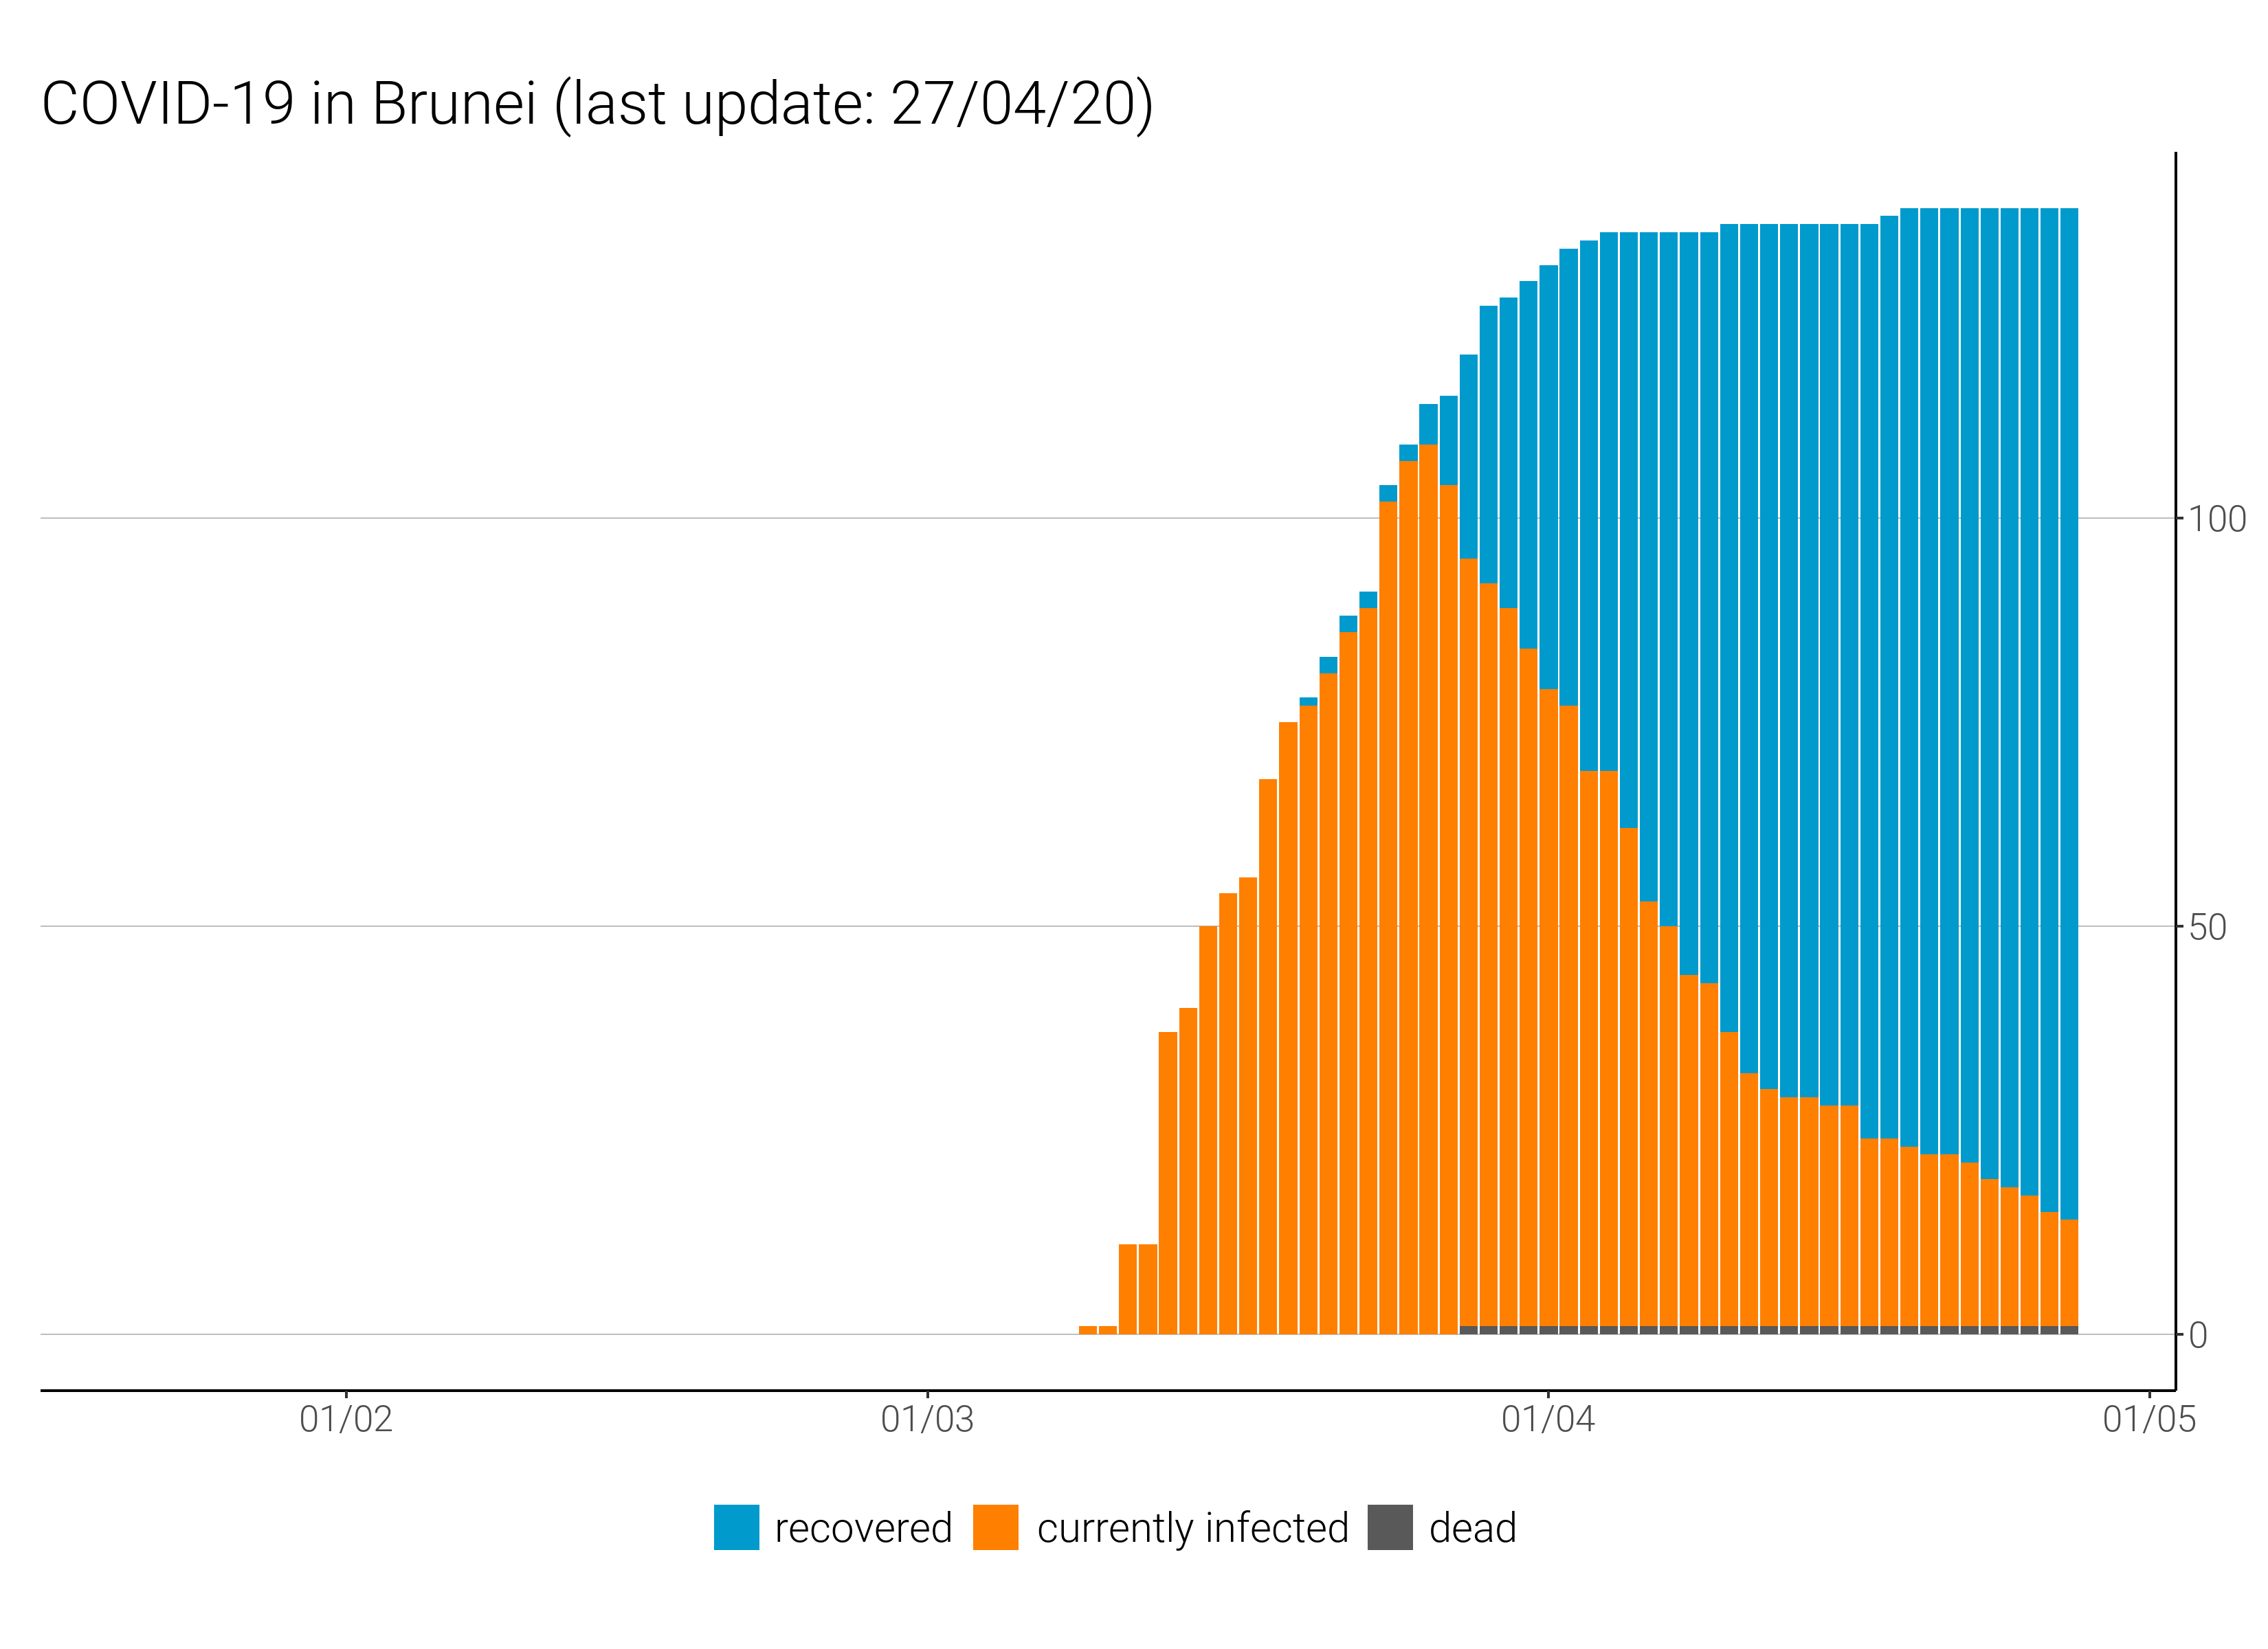 COVID-19 in Brunei (last update: 27/04/20)
100
50
0
01/02 01/03 01/04 01/05
recovered currently infected dead